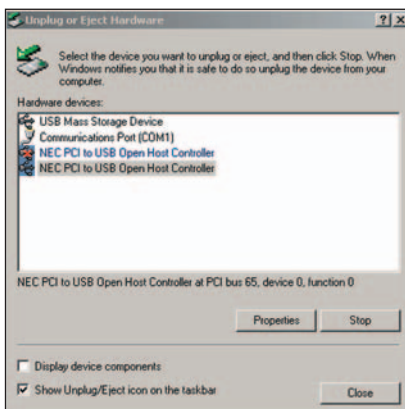 Unplug or Eject Hardware
Select the device you want to unplug or eject, and then click Stop. When
Windows notifies you that it is safe to do so unplug the device from your
computer.
Hardware devices:
USB Mass Storage Device
Communications Port (COM1)
NEC PCI to USB Open Host Controller
NEC PCI to USB Open Host Controller
NEC PCI to USB Open Host Controller at PCI bus 65, device 0, function 0
Properties
Stop
Display device components
Show Unplug/Eject icon on the taskbar
Close